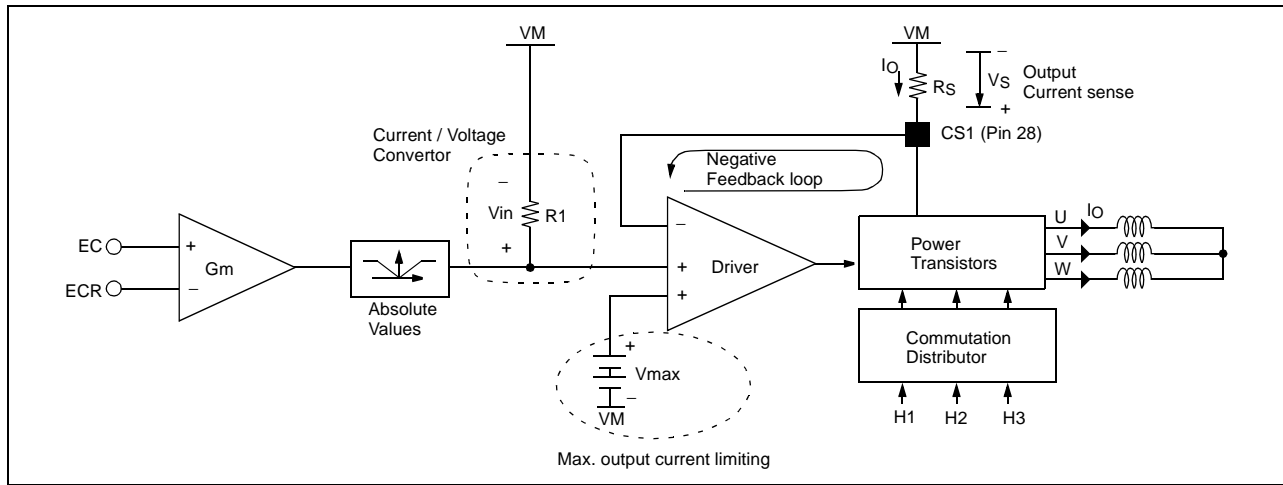 VM
VM
IO
RS
−
VS
+
Output
Current sense
CS1 (Pin 28)
Current / Voltage
Convertor
Negative
Feedback loop
−
Vin
+
R1
EC
ECR
+
−
Gm
Absolute
Values
−
+
+
Driver
Power
Transistors
U
V
W
IO
+
Vmax
−
VM
Commutation
Distributor
H1
H2
H3
Max. output current limiting